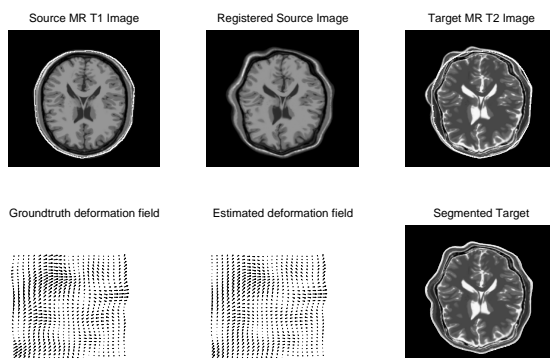 Source MR T1 Image
Registered Source Image
Target MR T2 Image
Groundtruth deformation field
Estimated deformation field
Segmented Target